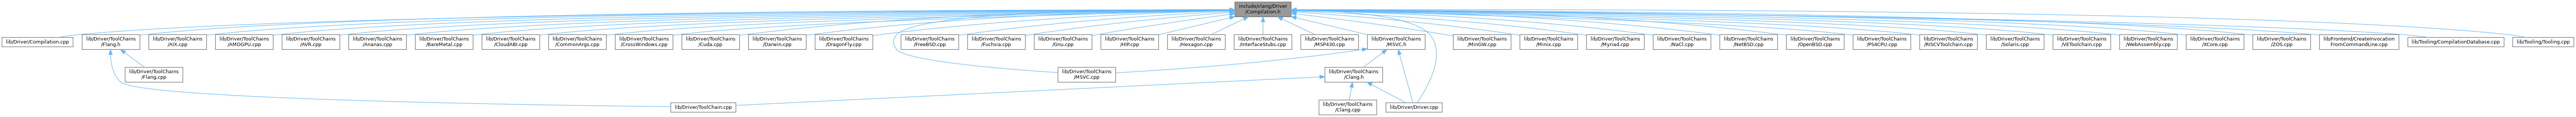 include/clang/Driver
/Compilation.h
lib/Driver/Compilation.cpp
lib/Driver/ToolChains
/Flang.h
lib/Driver/ToolChains
/AIX.cpp
lib/Driver/ToolChains
/AMDGPU.cpp
lib/Driver/ToolChains
/AVR.cpp
lib/Driver/ToolChains
/Ananas.cpp
lib/Driver/ToolChains
/BareMetal.cpp
lib/Driver/ToolChains
/CloudABI.cpp
lib/Driver/ToolChains
/CommonArgs.cpp
lib/Driver/ToolChains
/CrossWindows.cpp
lib/Driver/ToolChains
/Cuda.cpp
lib/Driver/ToolChains
/Darwin.cpp
lib/Driver/ToolChains
/DragonFly.cpp
lib/Driver/ToolChains
/FreeBSD.cpp
lib/Driver/ToolChains
/Fuchsia.cpp
lib/Driver/ToolChains
/Gnu.cpp
lib/Driver/ToolChains
/HIP.cpp
lib/Driver/ToolChains
/Hexagon.cpp
lib/Driver/ToolChains
/InterfaceStubs.cpp
lib/Driver/ToolChains
/MSP430.cpp
lib/Driver/ToolChains
/MSVC.h
lib/Driver/ToolChains
/MinGW.cpp
lib/Driver/ToolChains
/Minix.cpp
lib/Driver/ToolChains
/Myriad.cpp
lib/Driver/ToolChains
/NaCl.cpp
lib/Driver/ToolChains
/NetBSD.cpp
lib/Driver/ToolChains
/OpenBSD.cpp
lib/Driver/ToolChains
/PS4CPU.cpp
lib/Driver/ToolChains
/RISCVToolchain.cpp
lib/Driver/ToolChains
/Solaris.cpp
lib/Driver/ToolChains
/VEToolchain.cpp
lib/Driver/ToolChains
/WebAssembly.cpp
lib/Driver/ToolChains
/XCore.cpp
lib/Driver/ToolChains
/ZOS.cpp
lib/Frontend/CreateInvocation
FromCommandLine.cpp
lib/Tooling/CompilationDatabase.cpp
lib/Tooling/Tooling.cpp
lib/Driver/ToolChains
/Flang.cpp
lib/Driver/ToolChains
/MSVC.cpp
lib/Driver/ToolChains
/Clang.h
lib/Driver/ToolChain.cpp
lib/Driver/ToolChains
/Clang.cpp
lib/Driver/Driver.cpp